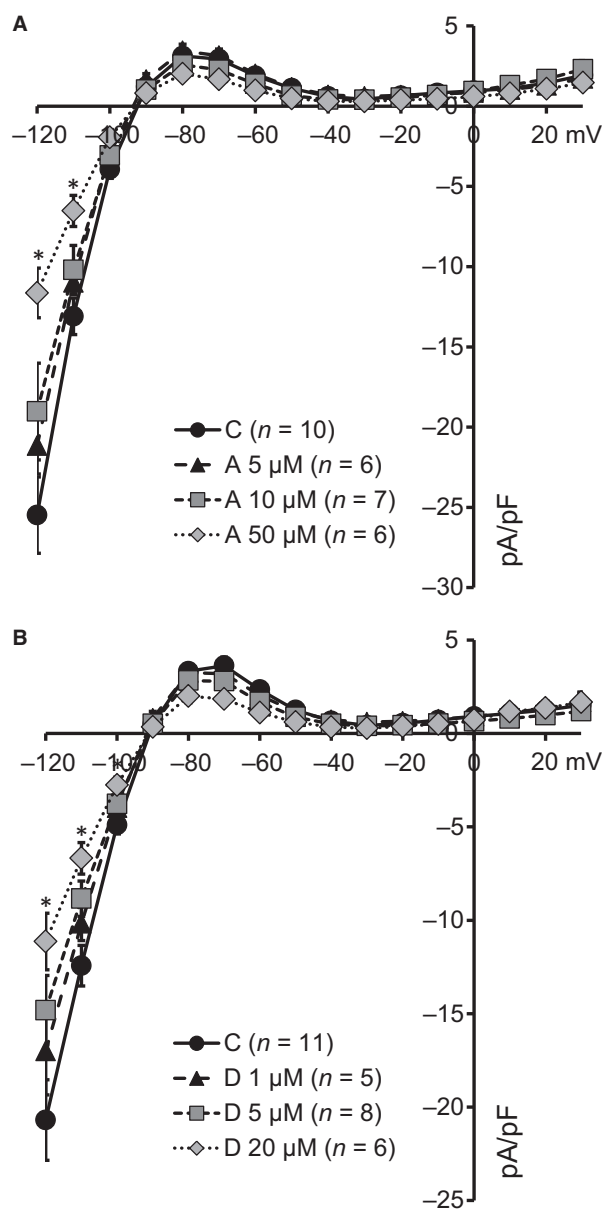 A
5
−120 −100 −80 −60 −40 −20 0 20 mV
−5
−10
*
*
−15
−20
−25
−30
pA/pF
C (n = 10)
A 5 µM (n = 6)
A 10 µM (n = 7)
A 50 µM (n = 6)
B
5
−120 −100 −80 −60 −40 −20 0 20 mV
−5
*
*
−10
−15
−20
−25
pA/pF
C (n = 11)
D 1 µM (n = 5)
D 5 µM (n = 8)
D 20 µM (n = 6)